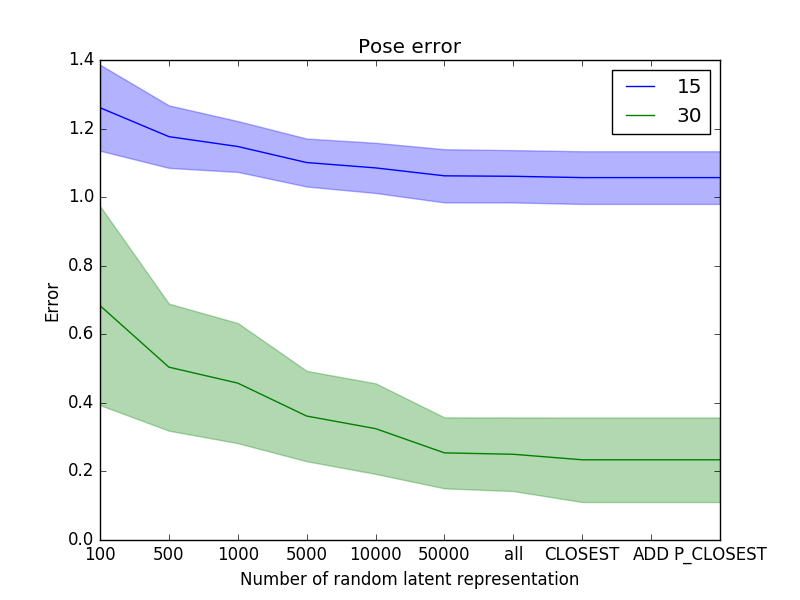 Pose error
15
30
1.4
1.2
1.0
0.8
0.6
0.4
0.2
0.0
Error
100 500 1000 5000 10000 50000 all CLOSEST ADD P_CLOSEST
Number of random latent representation